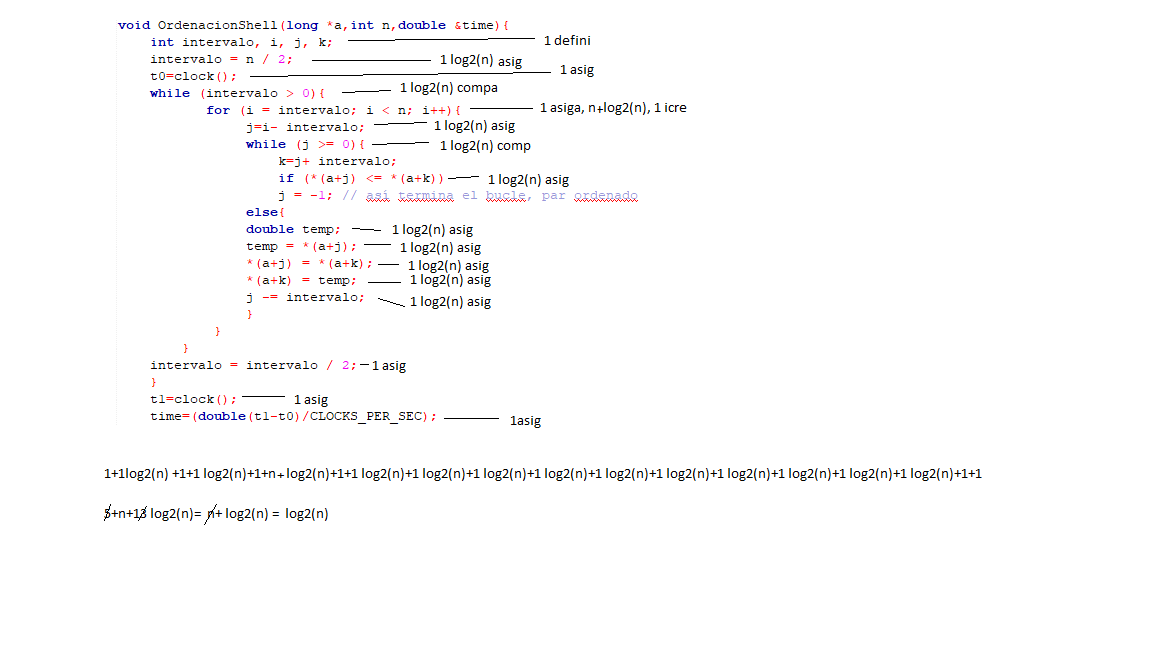 void OrdenacionShell(long *a,int n,double &time){
int intervalo, i, j, k; 1 defini
intervalo = n / 2; 1 log2(n) asig
t0=clock(); 1 asig
while (intervalo > 0){ 1 log2(n) compa
for (i = intervalo; i < n; i++){ 1 asiga, n+log2(n), 1 icre
j=i- intervalo; 1 log2(n) asig
while (j >= 0){ 1 log2(n) comp
k=j+ intervalo;
if (*(a+j) <= *(a+k)) 1 log2(n) asig
j = -1; // así termina el bucle, par ordenado
else{
double temp; 1 log2(n) asig
temp = *(a+j); 1 log2(n) asig
*(a+j) = *(a+k); 1 log2(n) asig
*(a+k) = temp; 1 log2(n) asig
j -= intervalo; 1 log2(n) asig
}
}
}
intervalo = intervalo / 2; 1 asig
}
t1=clock(); 1 asig
time=(double(t1-t0)/CLOCKS_PER_SEC); 1asig
1+1log2(n) +1+1 log2(n)+1+n+log2(n)+1+1 log2(n)+1 log2(n)+1 log2(n)+1 log2(n)+1 log2(n)+1 log2(n)+1 log2(n)+1 log2(n)+1 log2(n)+1 log2(n)+1+1
5+n+13 log2(n)= n+ log2(n) = log2(n)